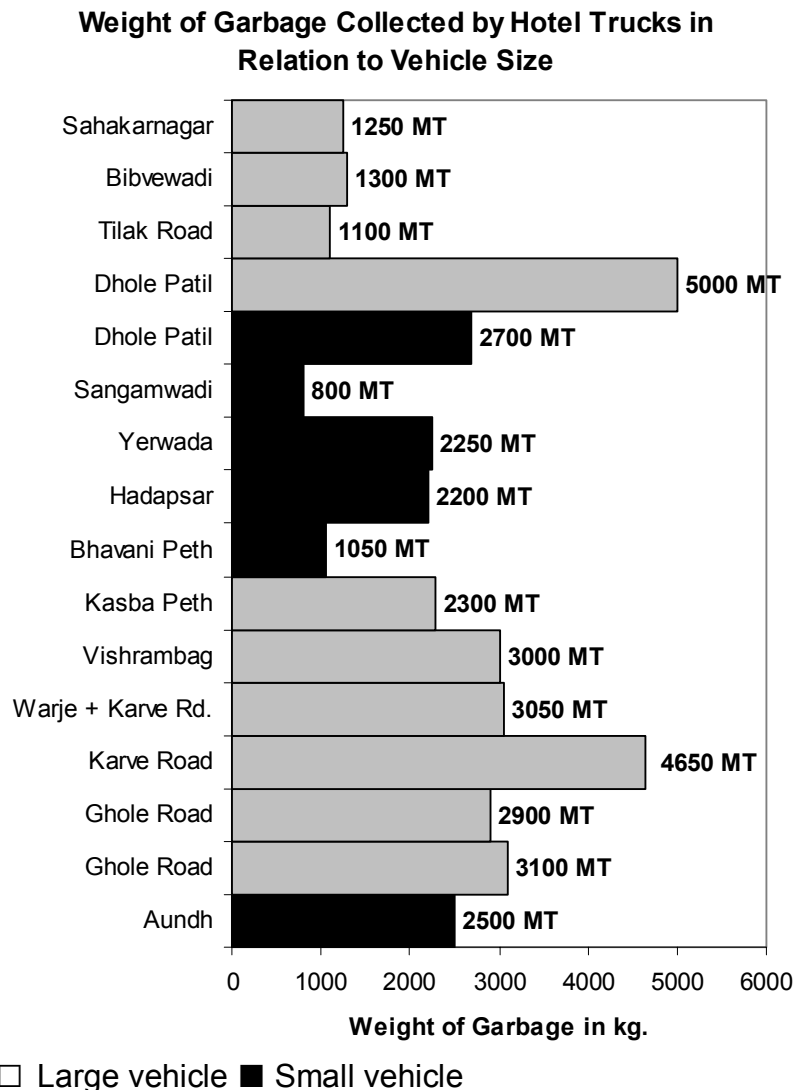 Weight of Garbage Collected by Hotel Trucks in
Relation to Vehicle Size
Sahakarnagar 1250 MT
Bibvewadi 1300 MT
Tilak Road 1100 MT
Dhole Patil 5000 MT
Dhole Patil 2700 MT
Sangamwadi 800 MT
Yerwada 2250 MT
Hadapsar 2200 MT
Bhavani Peth 1050 MT
Kasba Peth 2300 MT
Vishrambag 3000 MT
Warje + Karve Rd. 3050 MT
Karve Road 4650 MT
Ghole Road 2900 MT
Ghole Road 3100 MT
Aundh 2500 MT
0 1000 2000 3000 4000 5000 6000
Weight of Garbage in kg.
Large vehicle Small vehicle